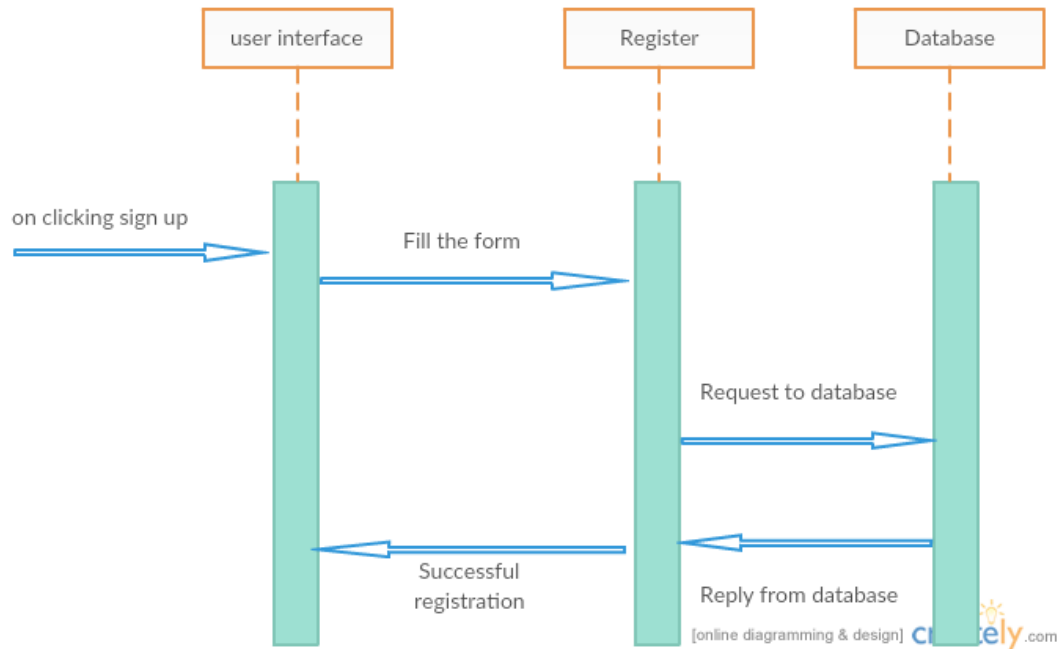 user interface
Register
Database
on clicking sign up
Fill the form
Request to database
Successful
registration
Reply from database
[online diagramming & design]
.com